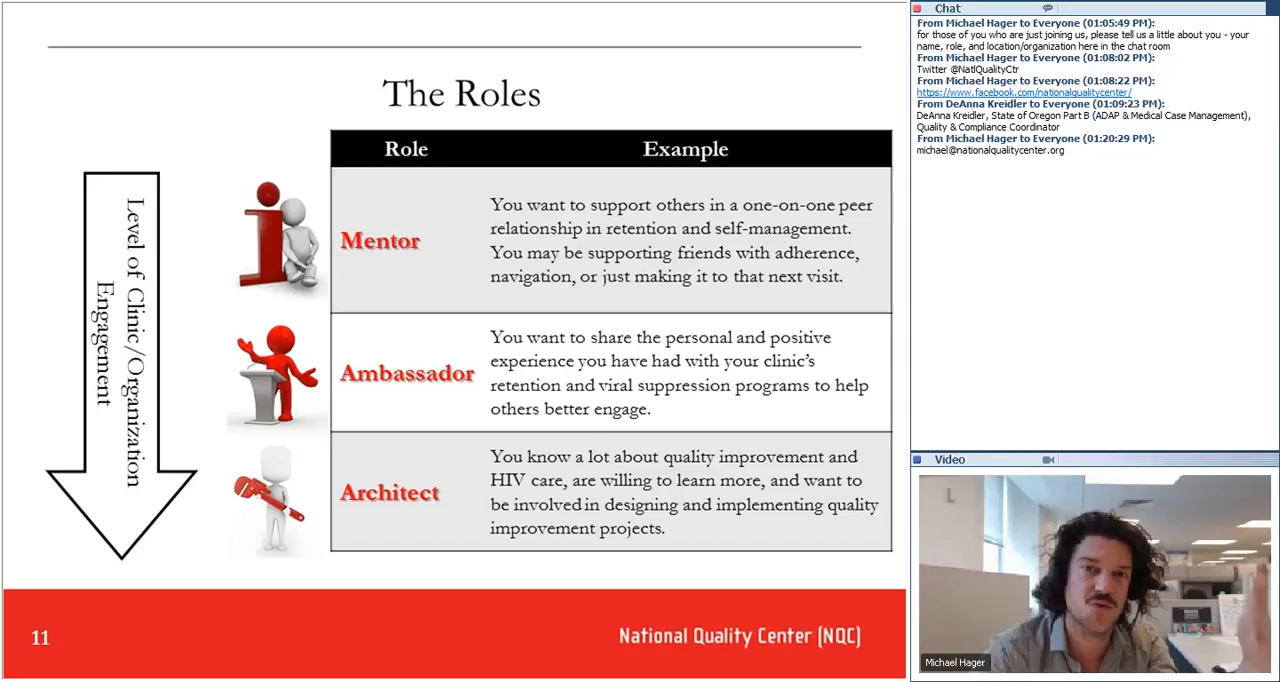 The Roles
Role Example
Level of Clinic/Organization
Engagement
Mentor
You want to support others in a one-on-one peer
relationship in retention and self-management.
You may be supporting friends with adherence,
navigation, or just making it to that next visit.
Ambassador
You want to share the personal and positive
experience you have had with your clinic's
retention and viral suppression programs to help
others better engage.
Architect
You know a lot about quality improvement and
HIV care, are willing to learn more, and want to
be involved in designing and implementing quality
improvement projects.
11
National Quality Center (NQC)
Chat
From Michael Hager to Everyone (01:05:49 PM):
for those of you who are just joining us, please tell us a little about you - your
name, role, and location/organization here in the chat room
From Michael Hager to Everyone (01:08:02 PM):
Twitter @NatlQualityCtr
From Michael Hager to Everyone (01:08:22 PM):
https://www.facebook.com/nationalqualitycenter/
From DeAnna Kreidler to Everyone (01:09:23 PM):
DeAnna Kreidler, State of Oregon Part B (ADAP & Medical Case Management),
Quality & Compliance Coordinator
From Michael Hager to Everyone (01:20:29 PM):
michael@nationalqualitycenter.org
Video
Michael Hager